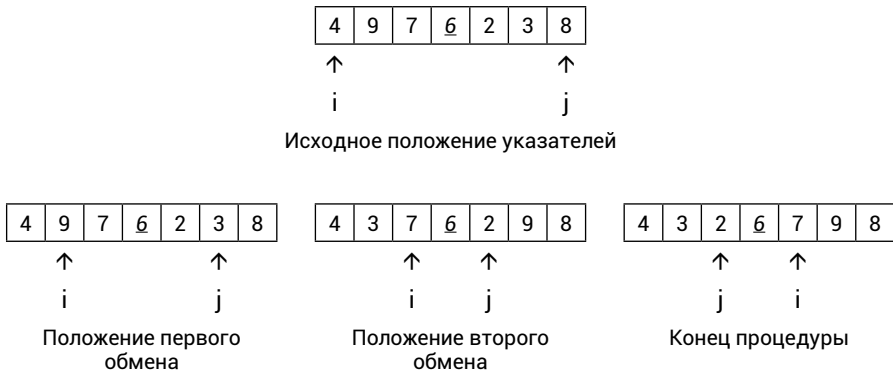 4 9 7 6 2 3 8
i j
Исходное положение указателей
4 9 7 6 2 3 8
i j
Положение первого
обмена
4 3 7 6 2 9 8
i j
Положение второго
обмена
4 3 2 6 7 9 8
j i
Конец процедуры